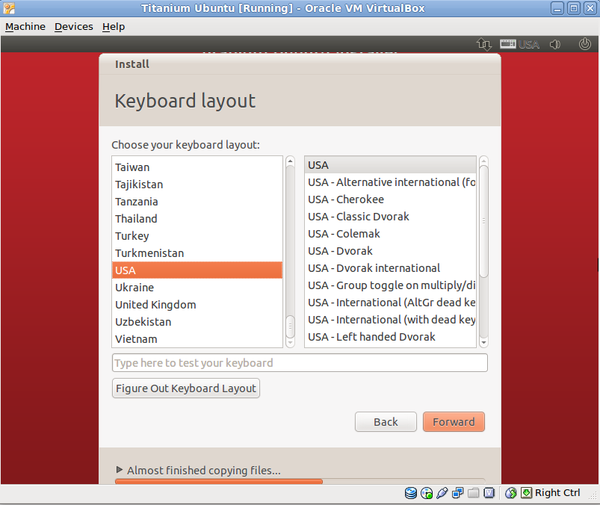 Titanium Ubuntu [Running] - Oracle VM VirtualBox
Machine Devices Help
USA
Install
Keyboard layout
Choose your keyboard layout:
Taiwan
Tajikistan
Tanzania
Thailand
Turkey
Turkmenistan
USA
Ukraine
United Kingdom
Uzbekistan
Vietnam
USA
USA - Alternative international (fo
USA - Cherokee
USA - Classic Dvorak
USA - Colemak
USA - Dvorak
USA - Dvorak international
USA - Group toggle on multiply/di
USA - International (AltGr dead ke
USA - International (with dead key
USA - Left handed Dvorak
Type here to test your keyboard
Figure Out Keyboard Layout
Back Forward
Almost finished copying files...
Right Ctrl